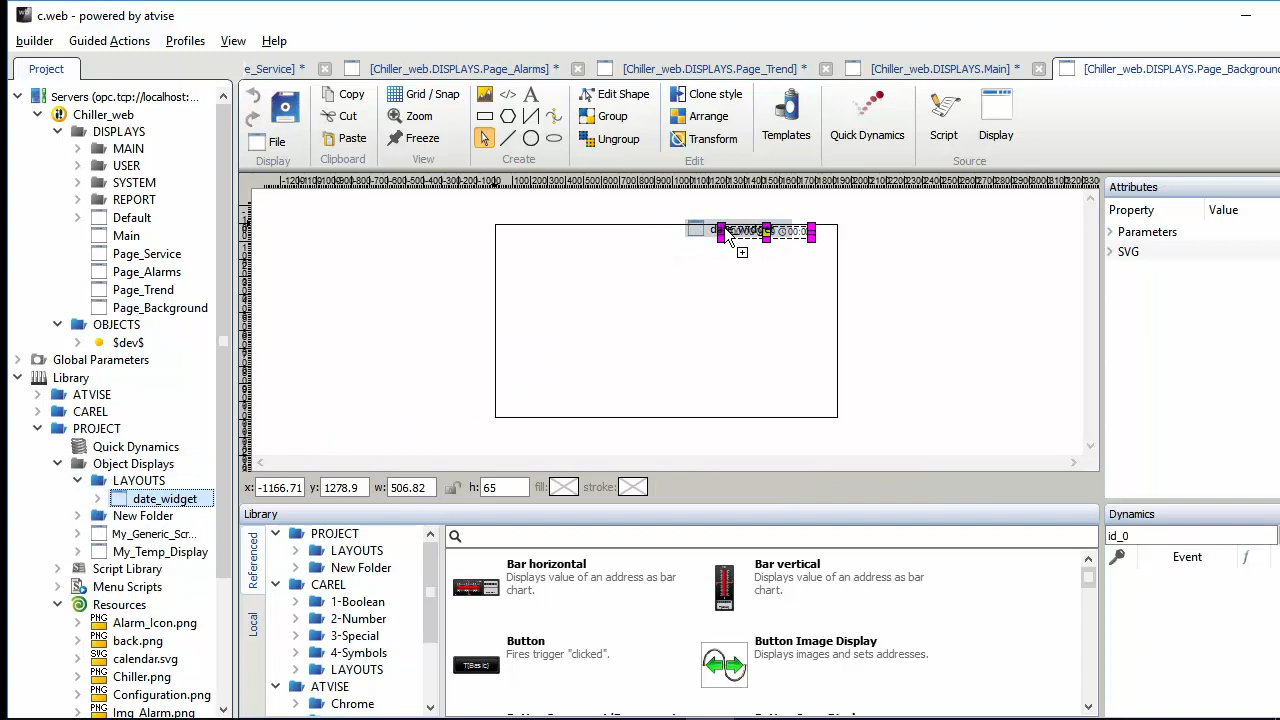 c.web - powered by atvise
builder Guided Actions Profiles View Help
Project
e_Service] * [Chiller_web.DISPLAYS.Page_Alarms] * [Chiller_web.DISPLAYS.Page_Trend] * [Chiller_web.DISPLAYS.Main] * [Chiller_web.DISPLAYS.Page_Background
Servers (opc.tcp://localhost:...
Chiller_web
DISPLAYS
MAIN
USER
SYSTEM
REPORT
Default
Main
Page_Service
Page_Alarms
Page_Trend
Page_Background
OBJECTS
$dev$
Global Parameters
Library
ATVISE
CAREL
PROJECT
Quick Dynamics
Object Displays
LAYOUTS
date_widget
New Folder
My_Generic_Scr...
My_Temp_Display
Script Library
Menu Scripts
Resources
Alarm_Icon.png
back.png
calendar.svg
Chiller.png
Configuration.png
Img_Alarm.png
File
Display
Copy
Cut
Paste
Clipboard
Grid / Snap
Zoom
Freeze
View
Create
Edit Shape
Group
Ungroup
Clone style
Arrange
Transform
Edit
Templates
Quick Dynamics
Script
Display
Source
date_widget
x: -1166.71 y: 1278.9 w: 506.82 h: 65 fill: stroke:
Library
Referenced
Local
PROJECT
LAYOUTS
New Folder
CAREL
1-Boolean
2-Number
3-Special
4-Symbols
LAYOUTS
ATVISE
Chrome
Bar horizontal
Displays value of an address as bar
chart.
Bar vertical
Displays value of an address as bar
chart.
Button
Fires trigger "clicked".
Button Image Display
Displays images and sets addresses.
Attributes
Property Value
Parameters
SVG
Dynamics
id_0
Event f